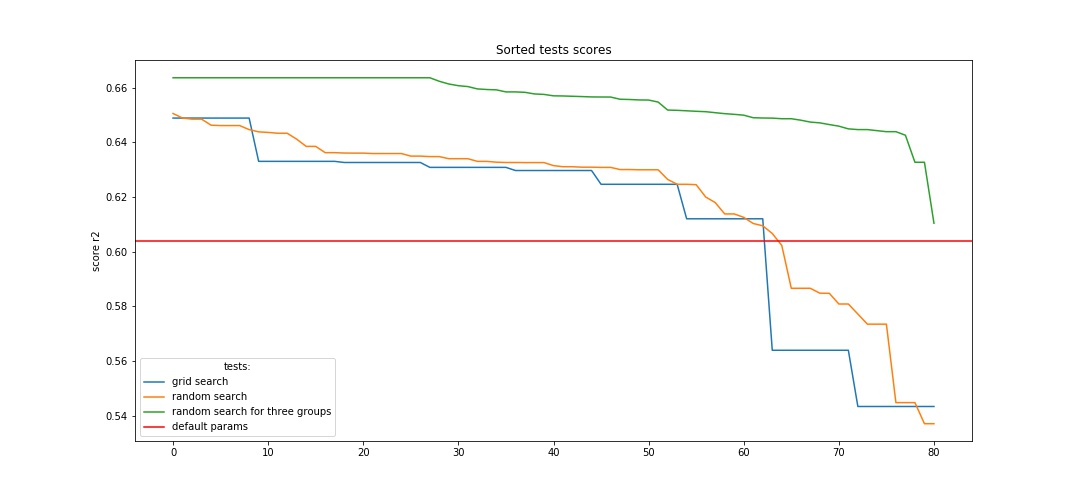 Sorted tests scores
score r2
0.66
0.64
0.62
0.60
0.58
0.56
0.54
tests:
grid search
random search
random search for three groups
default params
0 10 20 30 40 50 60 70 80